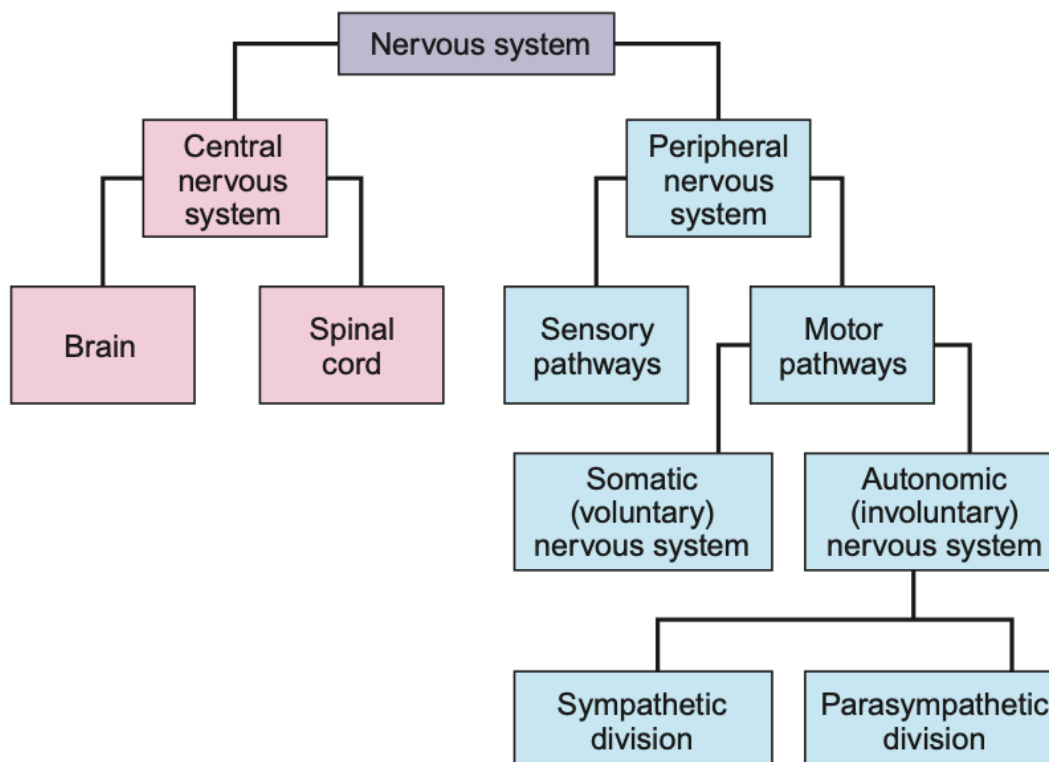 Nervous system
Central
nervous
system
Peripheral
nervous
system
Brain
Spinal
cord
Sensory
pathways
Motor
pathways
Somatic
(voluntary)
nervous system
Autonomic
(involuntary)
nervous system
Sympathetic
division
Parasympathetic
division